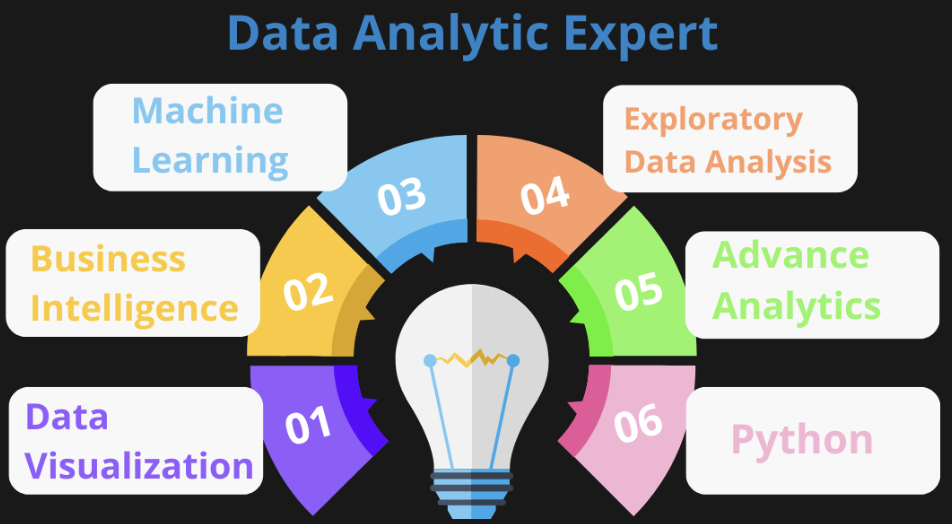 Data Analytic Expert
Machine
Learning
Exploratory
Data Analysis
03
04
Business
Intelligence
02
05
Advance
Analytics
Data
Visualization
01
06
Python